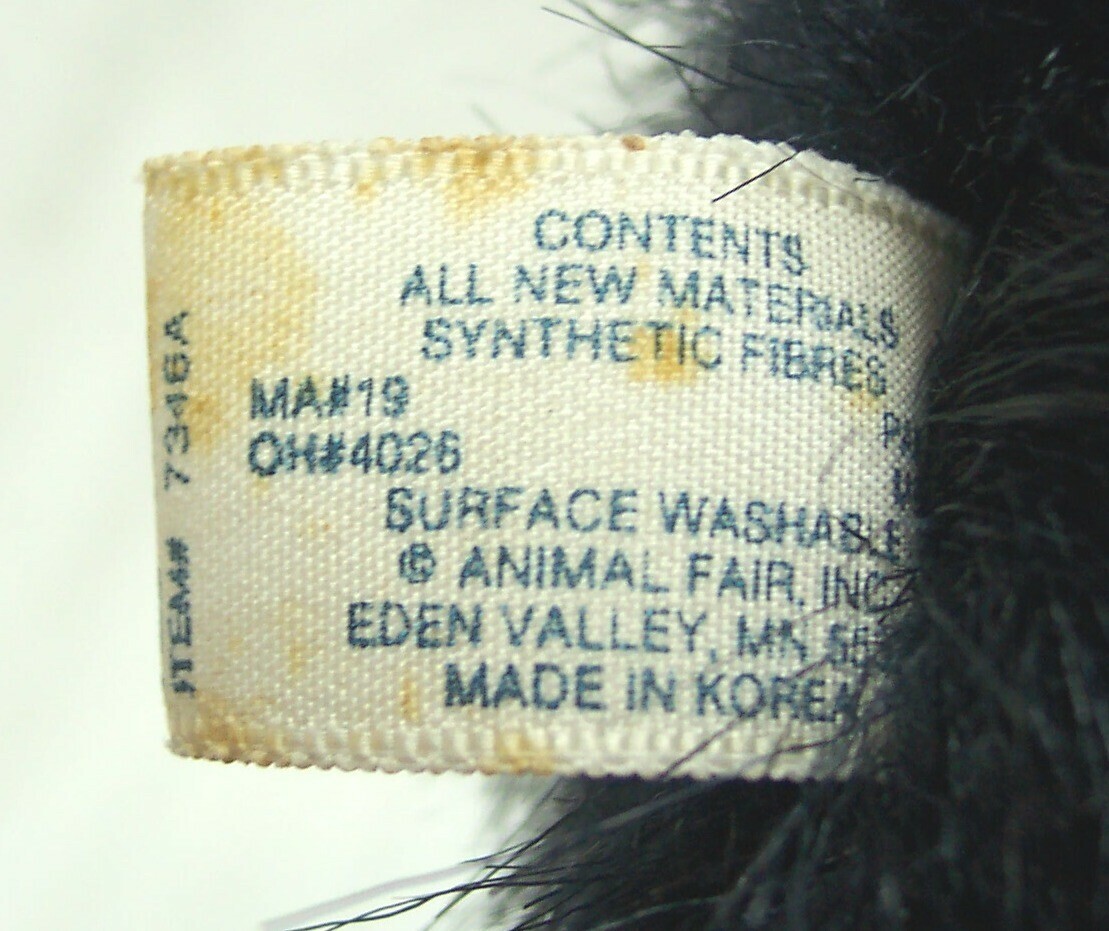 CONTENTS
ALL NEW MATERIALS
SYNTHETIC FIBRES
MA#19
OH#4026
SURFACE WASHABLE
© ANIMAL FAIR, INC
EDEN VALLEY, MN
MADE IN KOREA
ITEM# 7346A